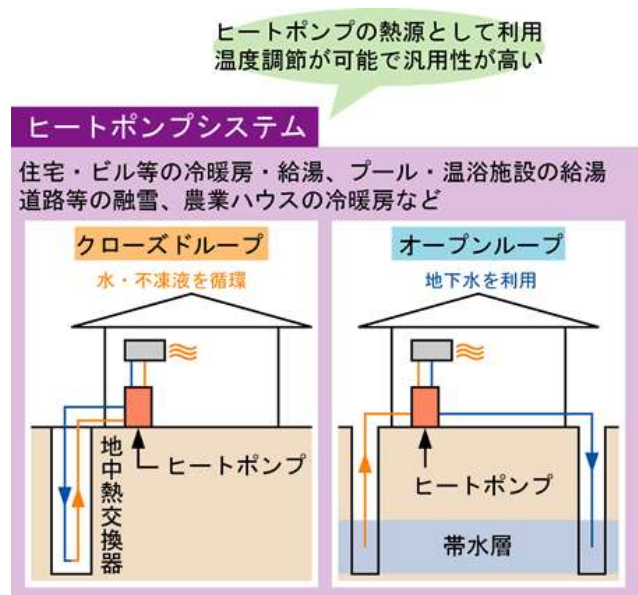 ヒートポンプの熱源として利用
温度調節が可能で汎用性が高い
ヒートポンプシステム
住宅・ビル等の冷暖房・給湯、プール・温浴施設の給湯
道路等の融雪、農業ハウスの冷暖房など
クローズドループ
水・不凍液を循環
地中熱交換器
ヒートポンプ
オープンループ
地下水を利用
ヒートポンプ
帯水層